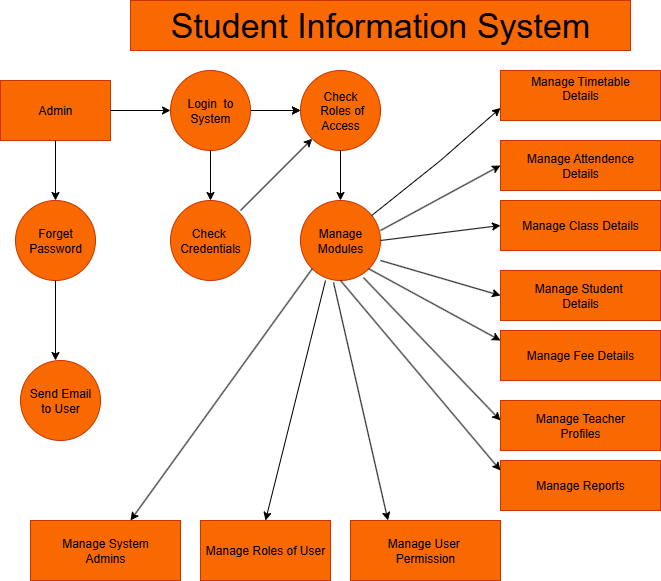 Student Information System
Admin
Login to
System
Check
Roles of
Access
Manage Timetable
Details
Manage Attendence
Details
Forget
Password
Check
Credentials
Manage
Modules
Manage Class Details
Manage Student
Details
Manage Fee Details
Send Email
to User
Manage Teacher
Profiles
Manage Reports
Manage System
Admins
Manage Roles of User
Manage User
Permission